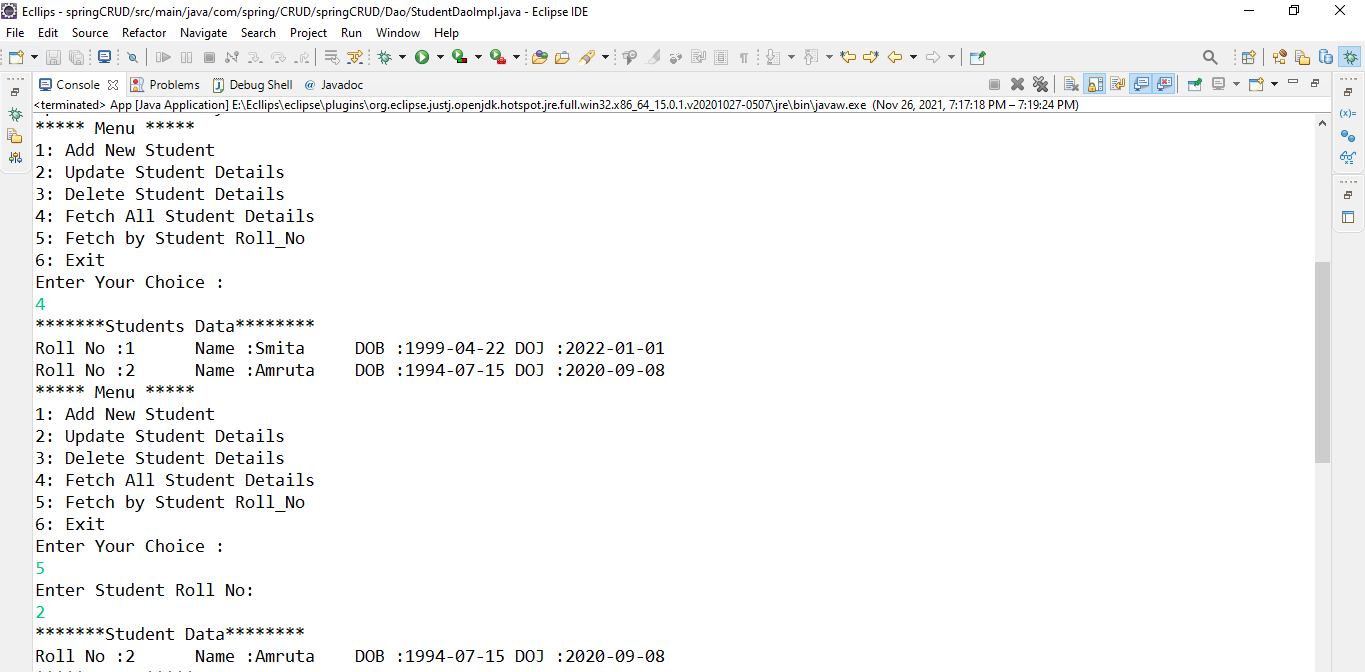 Ecllips - springCRUD/src/main/java/com/spring/CRUD/springCRUD/Dao/StudentDaoImpl.java - Eclipse IDE
File Edit Source Refactor Navigate Search Project Run Window Help
Console Problems Debug Shell @ Javadoc
<terminated> App [Java Application] E:\Ecllips\eclipse\plugins\org.eclipse.justj.openjdk.hotspot.jre.full.win32.x86_64_15.0.1.v20201027-0507\jre\bin\javaw.exe (Nov 26, 2021, 7:17:18 PM – 7:19:24 PM)
***** Menu *****
1: Add New Student
2: Update Student Details
3: Delete Student Details
4: Fetch All Student Details
5: Fetch by Student Roll_No
6: Exit
Enter Your Choice :
4
*******Students Data********
Roll No :1 Name :Smita DOB :1999-04-22 DOJ :2022-01-01
Roll No :2 Name :Amruta DOB :1994-07-15 DOJ :2020-09-08
***** Menu *****
1: Add New Student
2: Update Student Details
3: Delete Student Details
4: Fetch All Student Details
5: Fetch by Student Roll_No
6: Exit
Enter Your Choice :
5
Enter Student Roll No:
2
*******Student Data********
Roll No :2 Name :Amruta DOB :1994-07-15 DOJ :2020-09-08